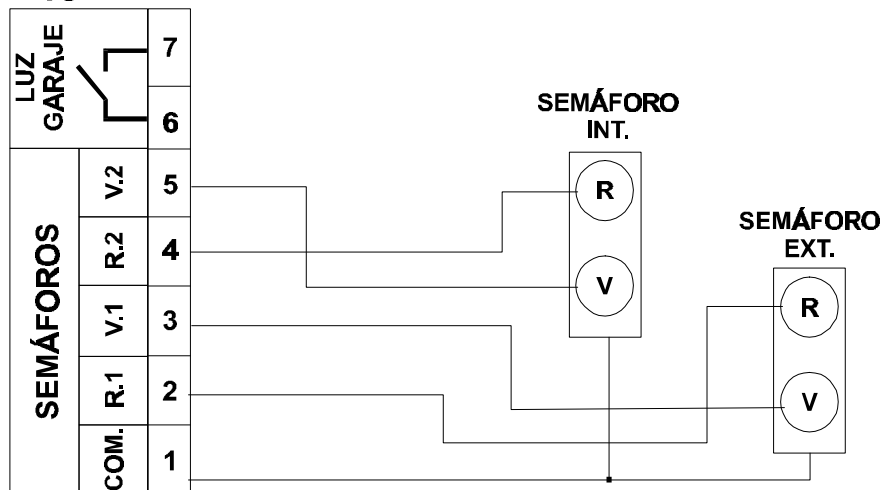 LUZ
GARAJE
7
6
SEMÁFOROS
V.2
5
R.2
4
V.1
3
R.1
2
COM.
1
SEMÁFORO
INT.
R
V
SEMÁFORO
EXT.
R
V